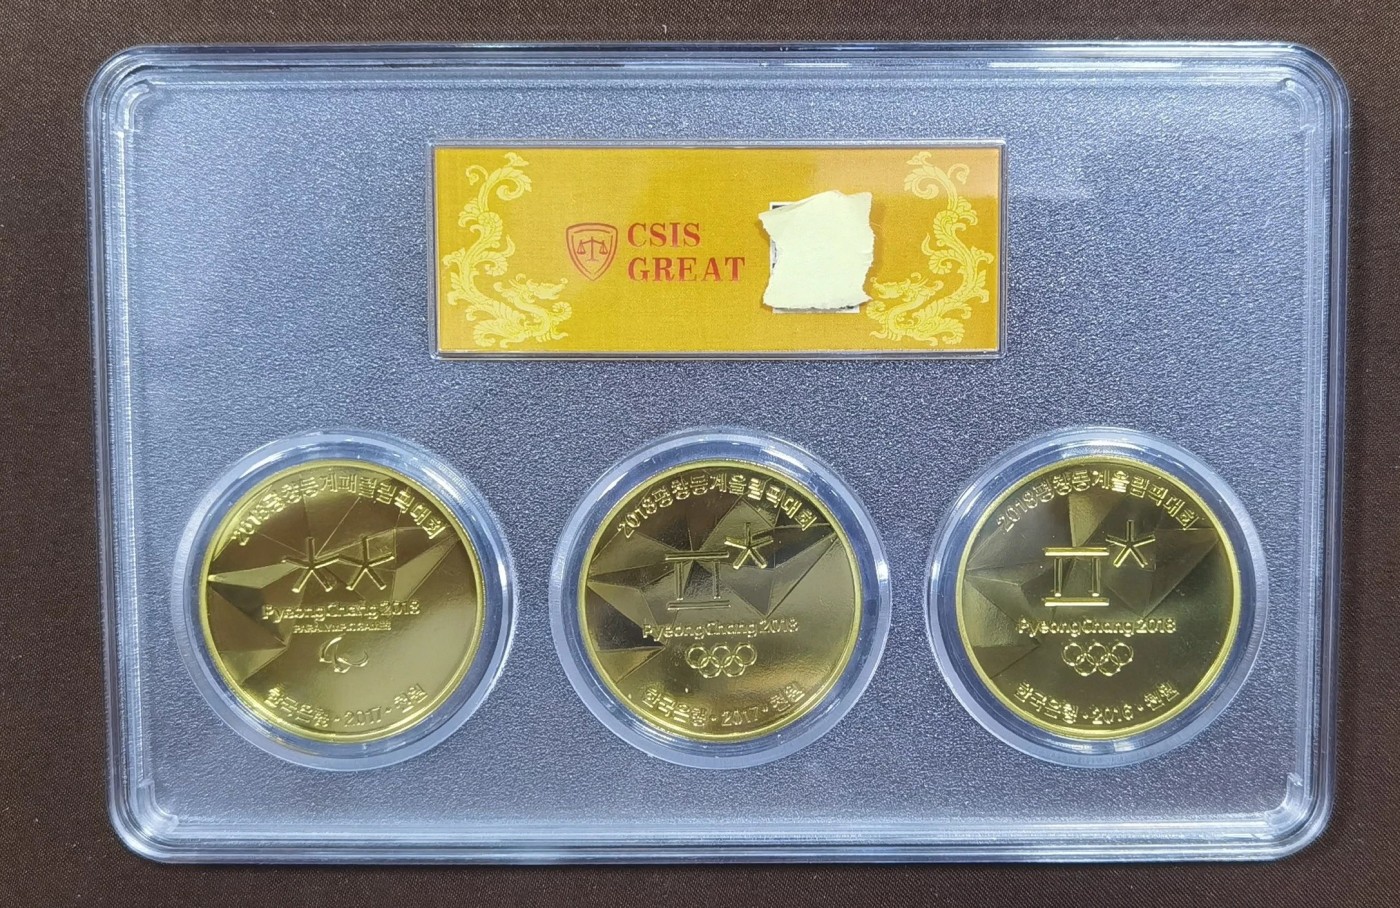 CSIS
GREAT
2018평창동계패럴림픽대회
PyeongChang 2018
PARALYMPIC GAMES
한국은행·2017·천원
2018평창동계올림픽대회
PyeongChang 2018
한국은행·2017·천원
2018평창동계올림픽대회
PyeongChang 2018
한국은행·2016·천원